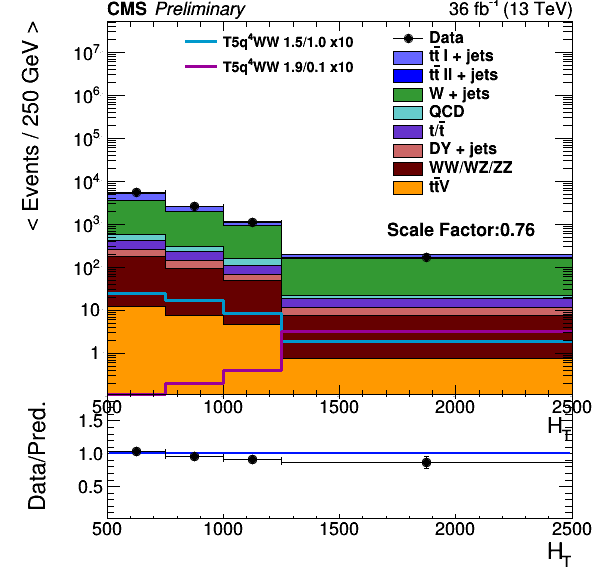 CMS Preliminary 36 fb⁻¹ (13 TeV)
< Events / 250 GeV >
10⁷
10⁶
10⁵
10⁴
10³
10²
10
1
T5q⁴WW 1.5/1.0 x10
T5q⁴WW 1.9/0.1 x10
Data
tt̄ l + jets
tt̄ ll + jets
W + jets
QCD
t/t̄
DY + jets
WW/WZ/ZZ
tt̄V
Scale Factor:0.76
500 1000 1500 2000 2500
H_T
Data/Pred.
1.5
1.0
0.5
500 1000 1500 2000 2500
H_T